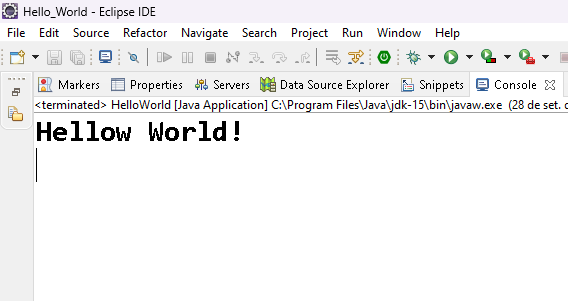 Hello_World - Eclipse IDE
File Edit Source Refactor Navigate Search Project Run Window Help
Markers Properties Servers Data Source Explorer Snippets Console
<terminated> HelloWorld [Java Application] C:\Program Files\Java\jdk-15\bin\javaw.exe (28 de set. c
Hellow World!